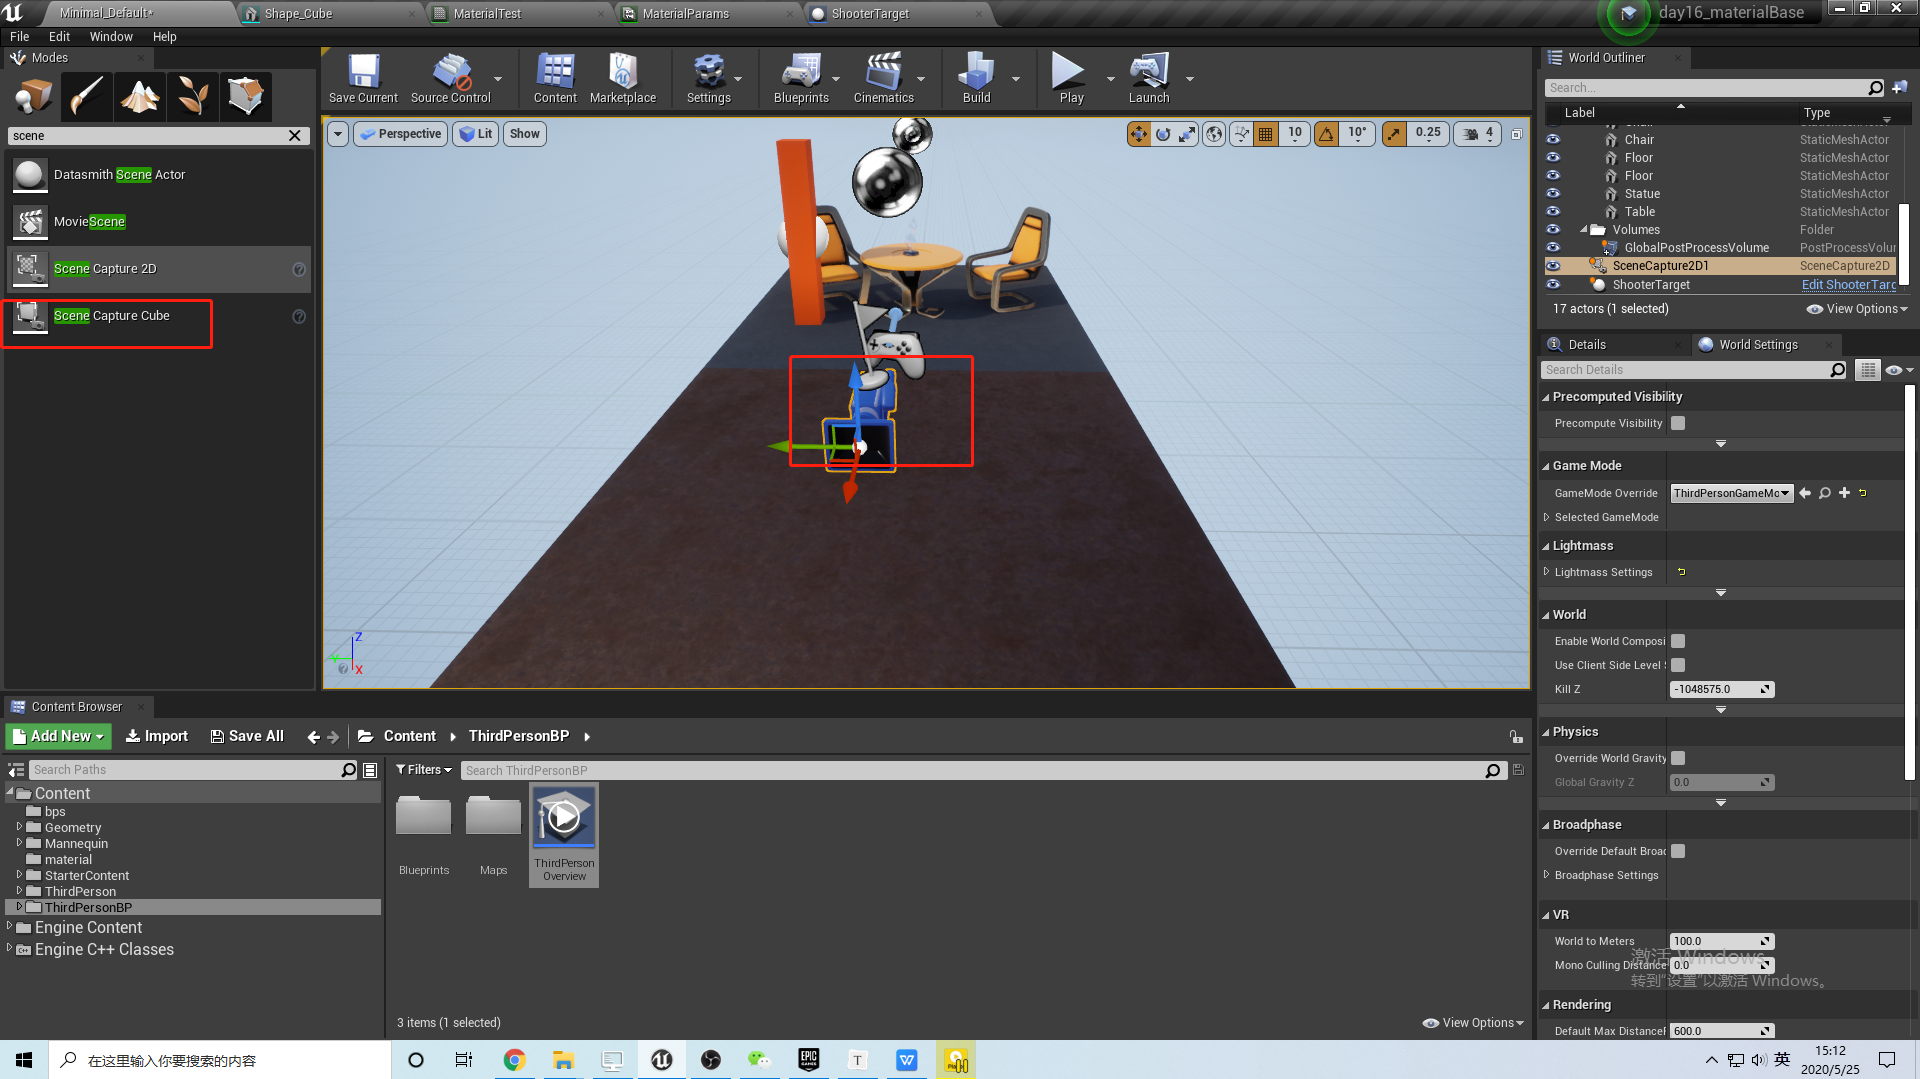 Minimal_Default*
Shape_Cube
MaterialTest
MaterialParams
ShooterTarget
day16_materialBase
File
Edit
Window
Help
Modes
scene
Datasmith Scene Actor
MovieScene
Scene Capture 2D
Scene Capture Cube
Save Current
Source Control
Content
Marketplace
Settings
Blueprints
Cinematics
Build
Play
Launch
Perspective
Lit
Show
10
10°
0.25
4
Z
X
World Outliner
Search...
Label
Type
Chair
StaticMeshActor
Floor
StaticMeshActor
Floor
StaticMeshActor
Statue
StaticMeshActor
Table
StaticMeshActor
Volumes
Folder
GlobalPostProcessVolume
PostProcessVolu
SceneCapture2D1
SceneCapture2D
ShooterTarget
Edit ShooterTarg
17 actors (1 selected)
View Options
Details
World Settings
Search Details
Precomputed Visibility
Precompute Visibility
Game Mode
GameMode Override
ThirdPersonGameMo
Selected GameMode
Lightmass
Lightmass Settings
World
Enable World Composi
Use Client Side Level
Kill Z
-1048575.0
Physics
Override World Gravity
Global Gravity Z
0.0
Broadphase
Override Default Broad
Broadphase Settings
VR
World to Meters
100.0
Mono Culling Distance
0.0
激活 Windows
转到“设置”以激活 Windows。
Rendering
Default Max DistanceF
600.0
Content Browser
Add New
Import
Save All
Content
ThirdPersonBP
Search Paths
Filters
Search ThirdPersonBP
Content
bps
Geometry
Mannequin
material
StarterContent
ThirdPerson
ThirdPersonBP
Engine Content
Engine C++ Classes
Blueprints
Maps
ThirdPerson
Overview
3 items (1 selected)
View Options
在这里输入你要搜索的内容
EPIC
GAMES
T
英
15:12
2020/5/25